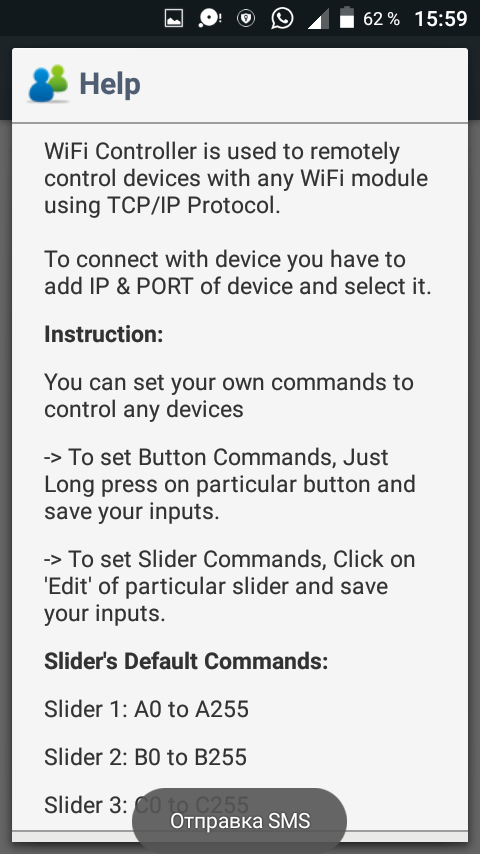 62 % 15:59
Help
WiFi Controller is used to remotely
control devices with any WiFi module
using TCP/IP Protocol.
To connect with device you have to
add IP & PORT of device and select it.
Instruction:
You can set your own commands to
control any devices
-> To set Button Commands, Just
Long press on particular button and
save your inputs.
-> To set Slider Commands, Click on
'Edit' of particular slider and save
your inputs.
Slider's Default Commands:
Slider 1: A0 to A255
Slider 2: B0 to B255
Slider 3: C0 to C255
Отправка SMS